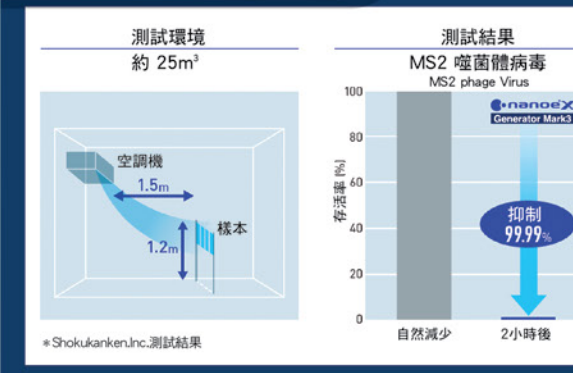 測試環境
約 25m³
空調機
1.5m
樣本
1.2m
*Shokukanken.Inc.測試結果
測試結果
MS2 噬菌體病毒
MS2 phage Virus
nanoeX
Generator Mark3
存活率 (%)
100
80
60
40
20
0
抑制
99.99%
自然減少
2小時後